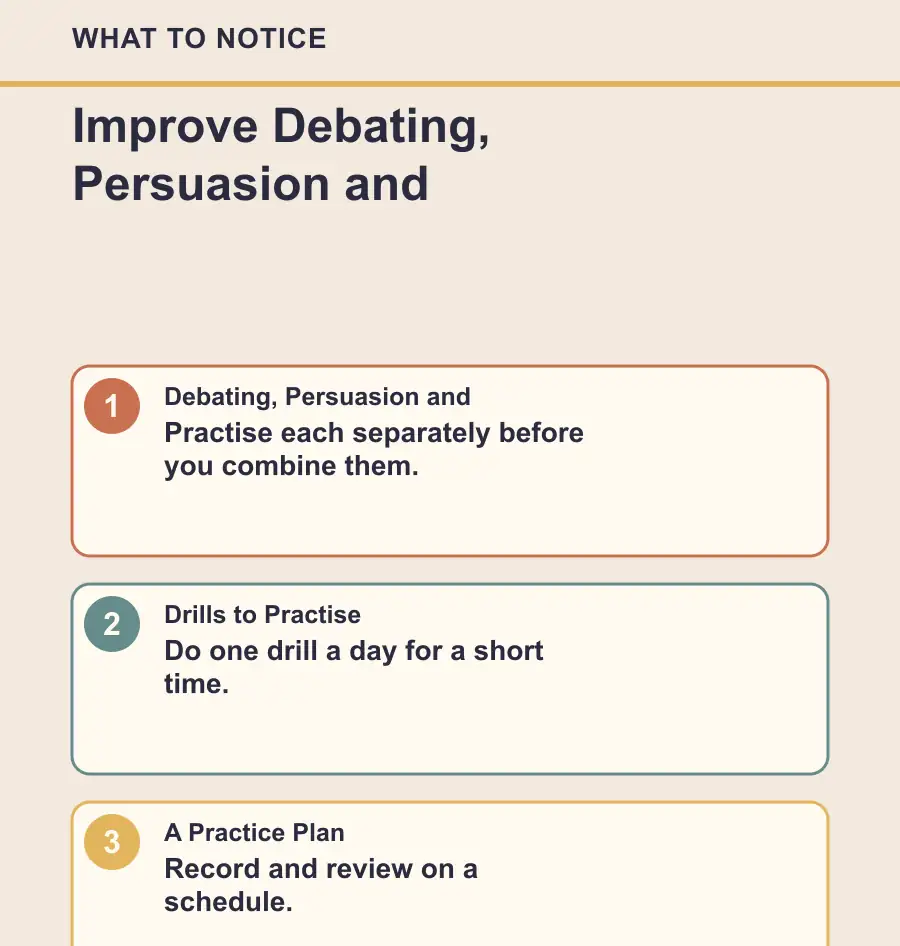 WHAT TO NOTICE
Improve Debating,
Persuasion and
1
Debating, Persuasion and
Practise each separately before
you combine them.
2
Drills to Practise
Do one drill a day for a short
time.
3
A Practice Plan
Record and review on a
schedule.